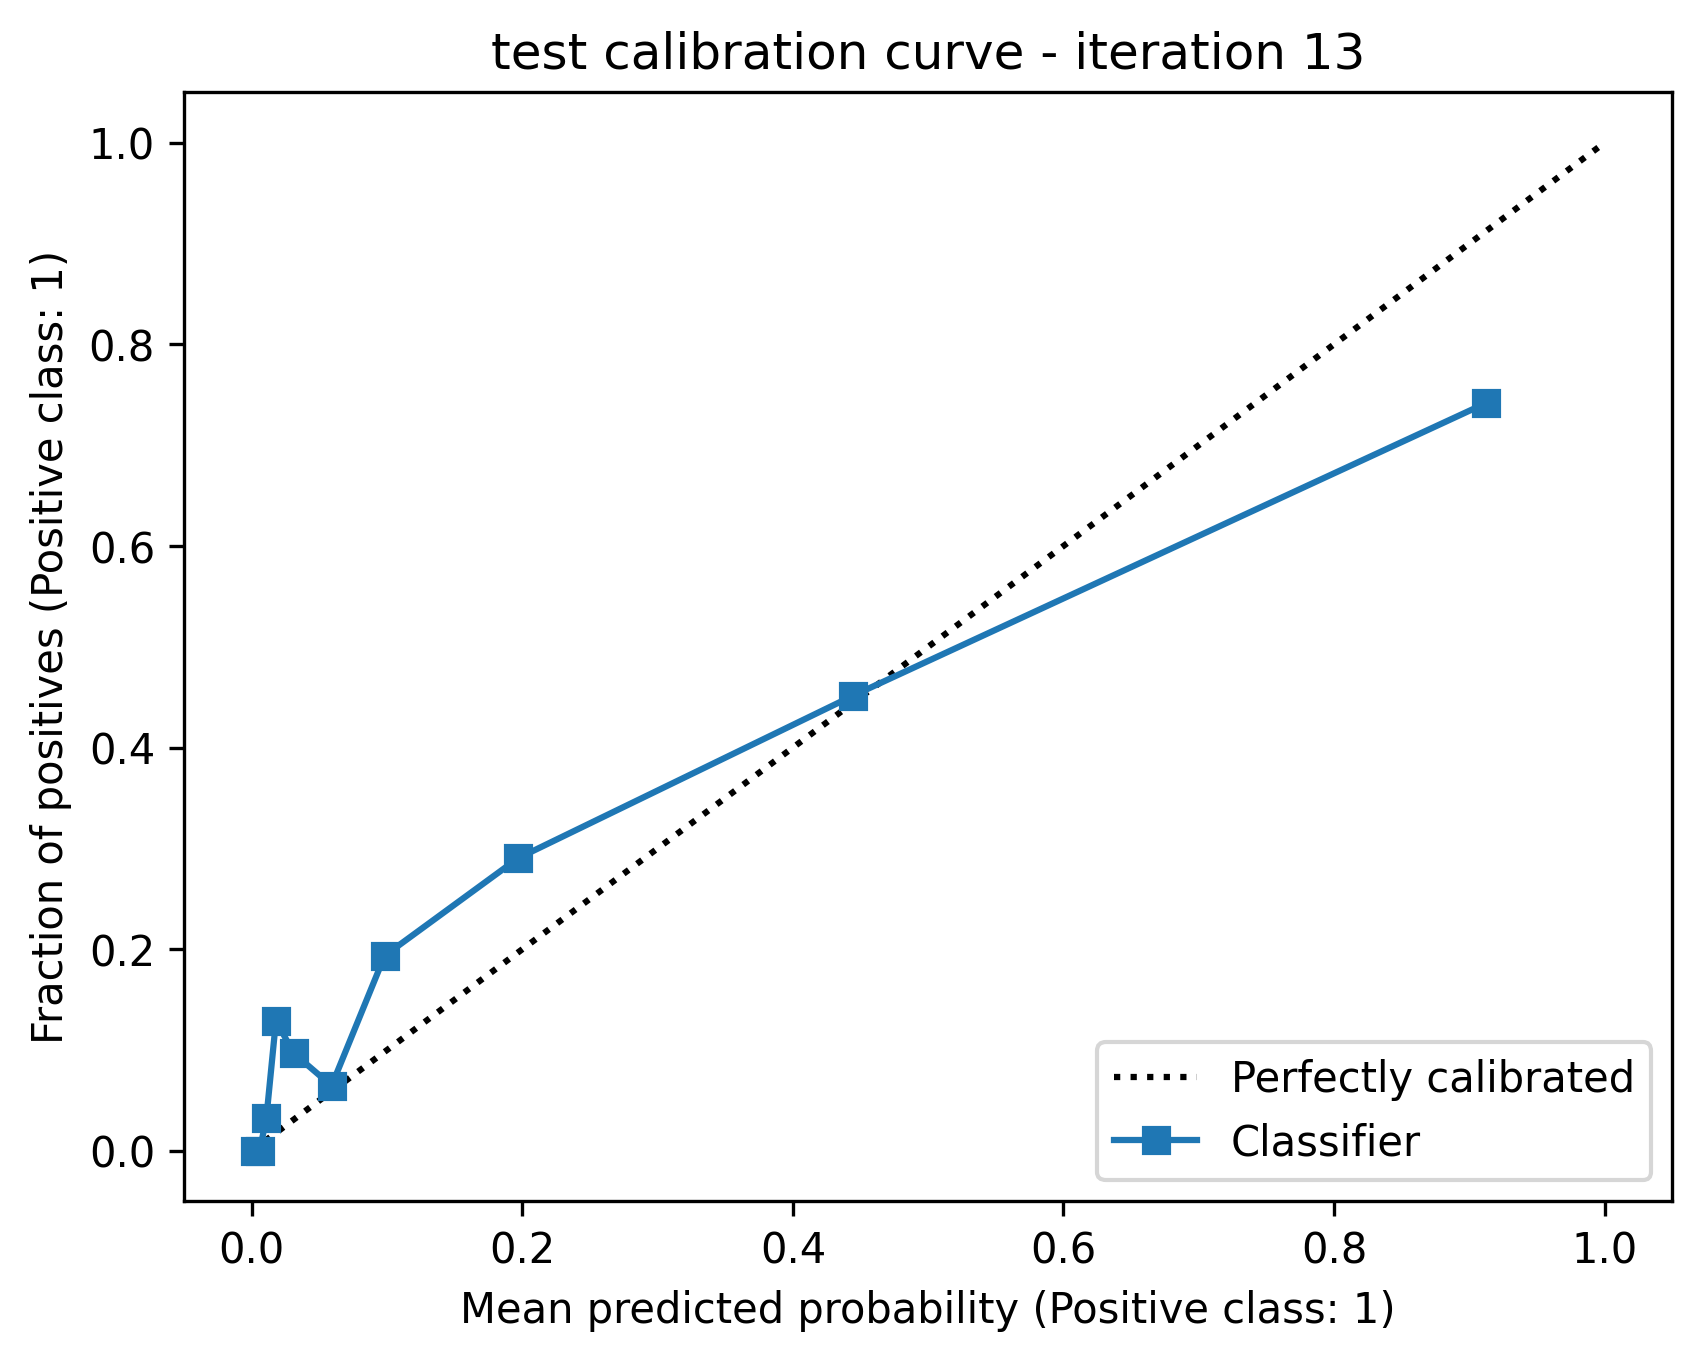 test calibration curve - iteration 13
Fraction of positives (Positive class: 1)
1.0
0.8
0.6
0.4
0.2
0.0
Perfectly calibrated
Classifier
0.0 0.2 0.4 0.6 0.8 1.0
Mean predicted probability (Positive class: 1)